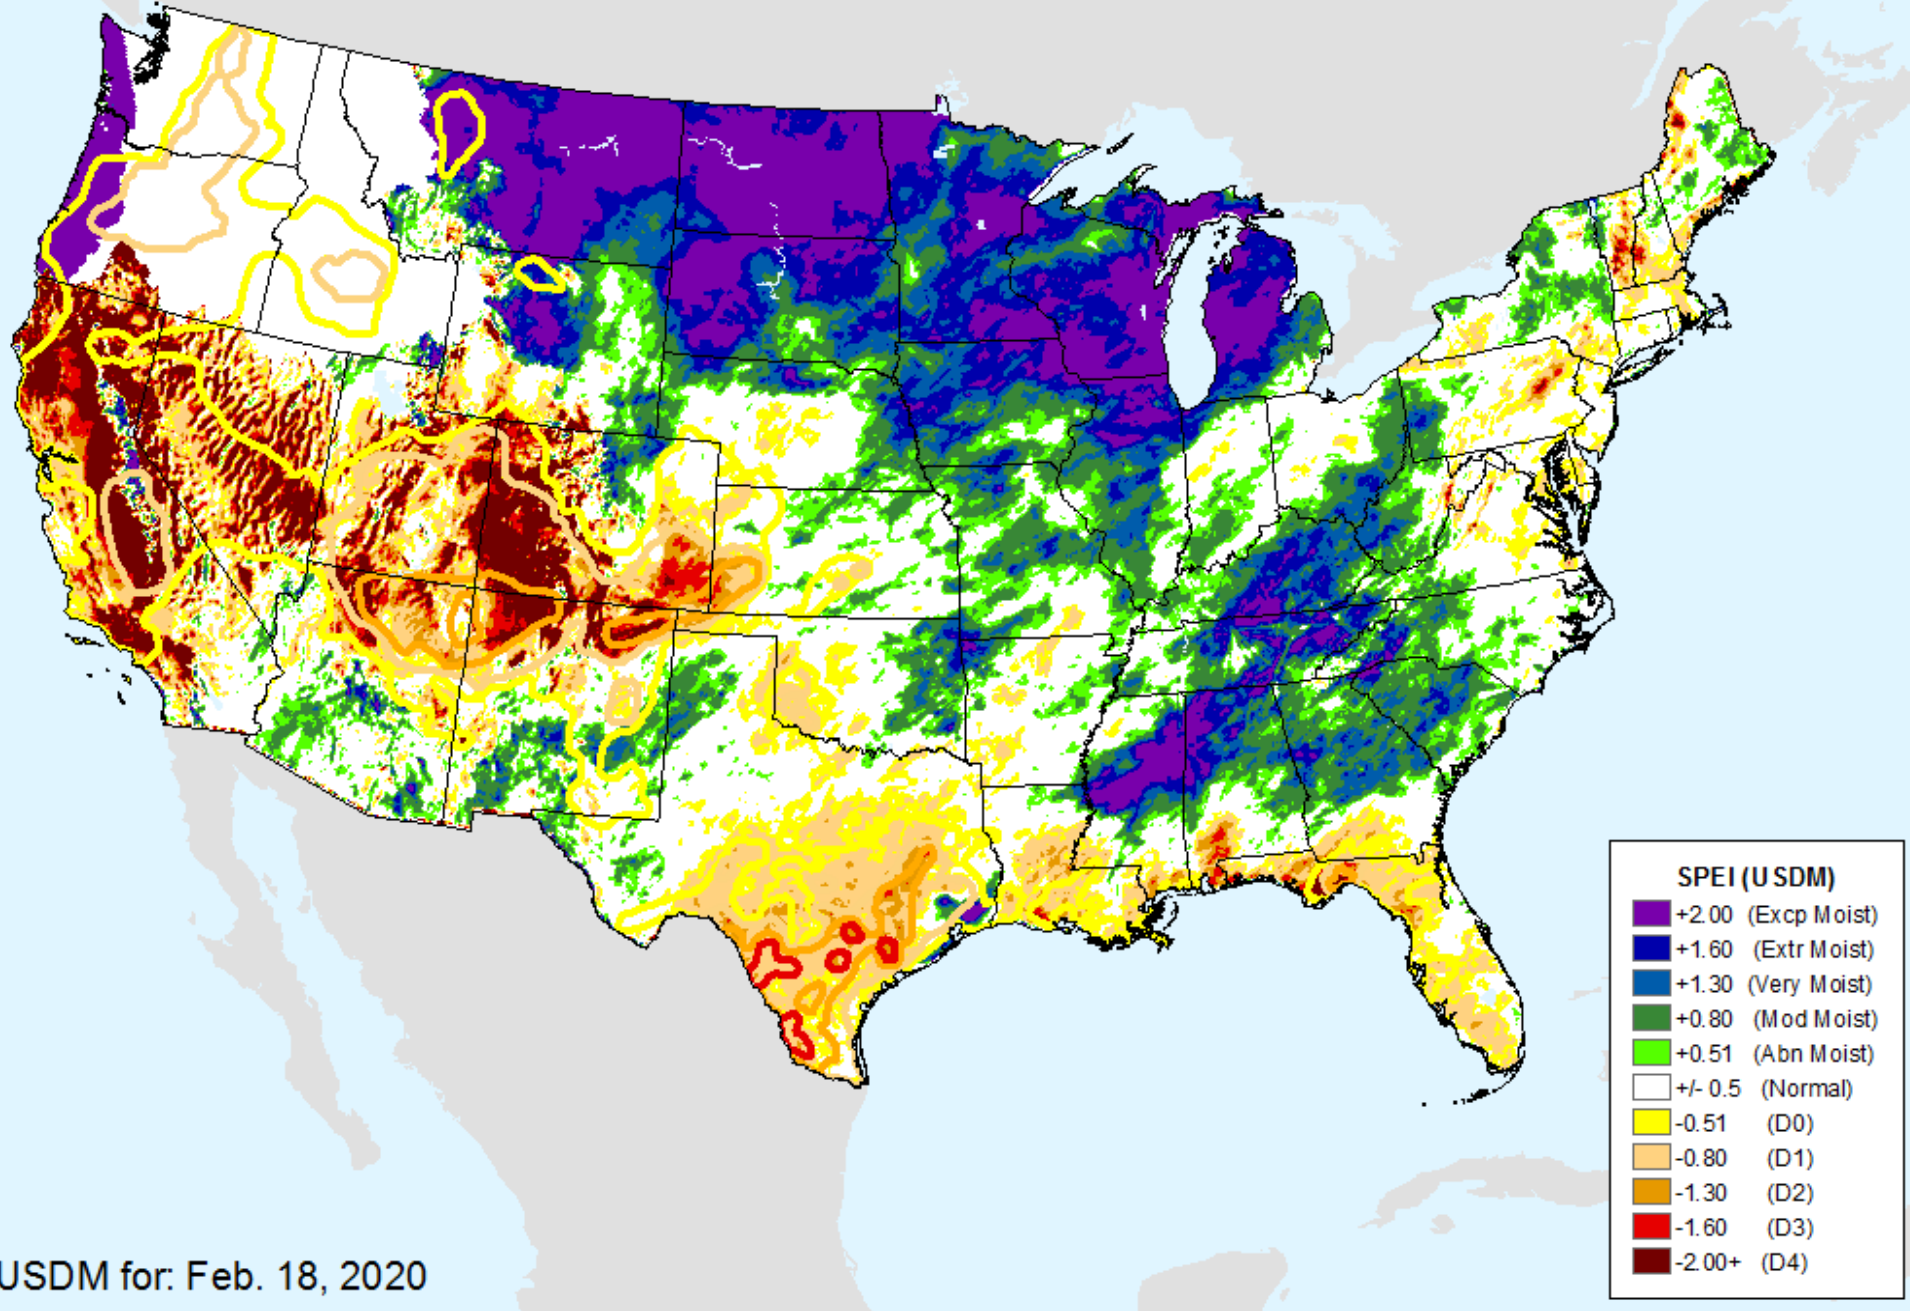 SPEI (USDM)
+2.00 (Excp Moist)
+1.60 (Extr Moist)
+1.30 (Very Moist)
+0.80 (Mod Moist)
+0.51 (Abn Moist)
+/- 0.5 (Normal)
-0.51 (D0)
-0.80 (D1)
-1.30 (D2)
-1.60 (D3)
-2.00+ (D4)
USDM for: Feb. 18, 2020